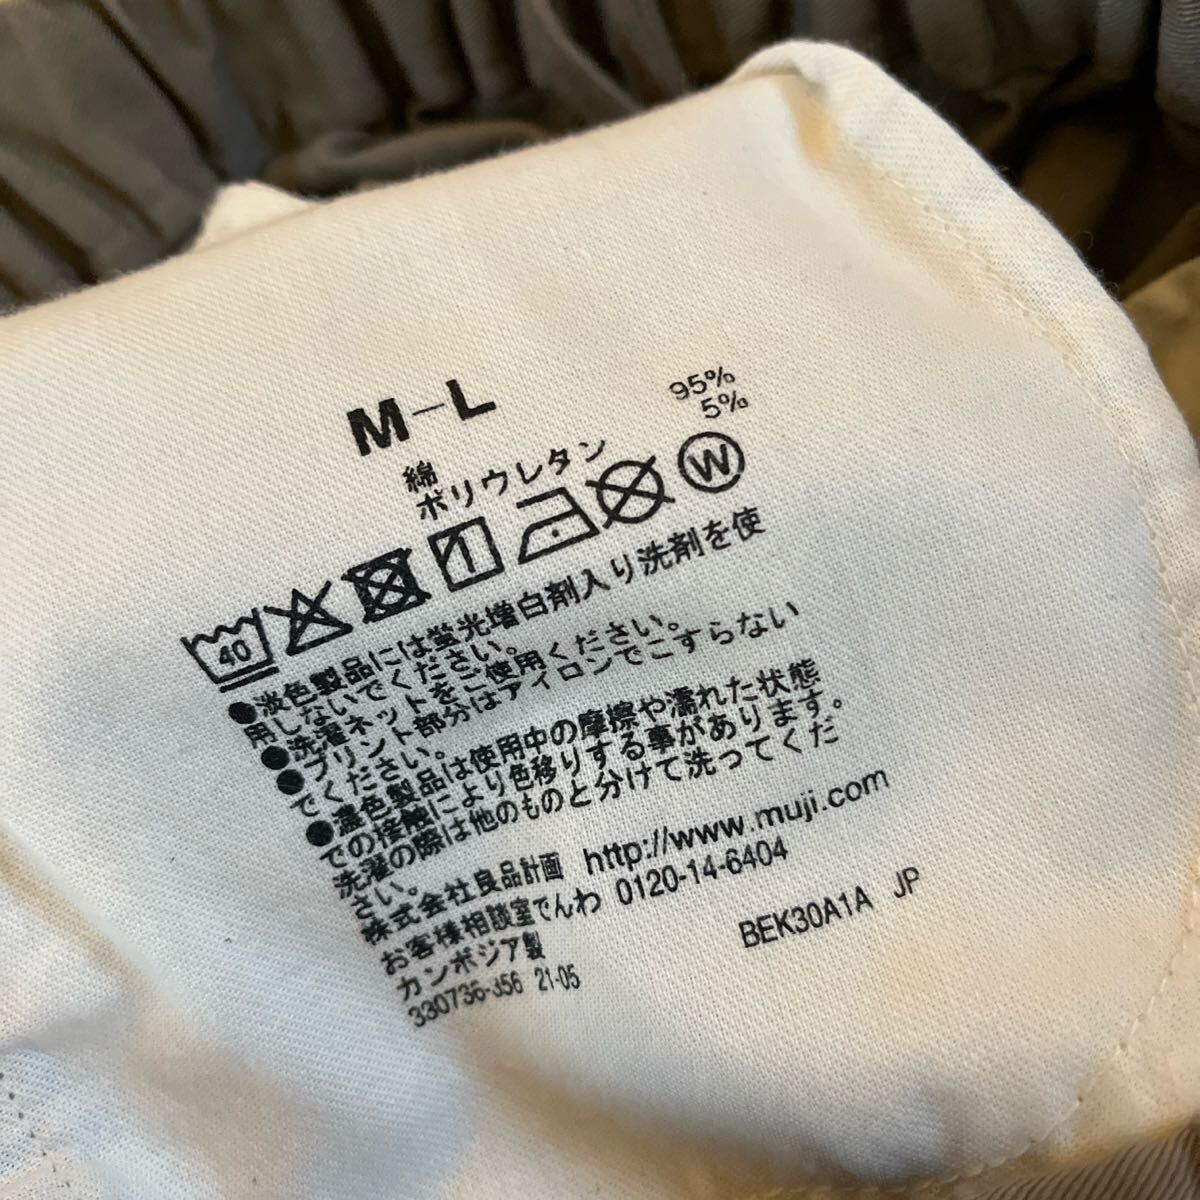 M-L
綿 95%
ポリウレタン 5%
40 W
●淡色製品には蛍光増白剤入り洗剤を使
用しないでください。
●洗濯ネットをご使用ください。
●プリント部分はアイロンでこすらない
でください。
●濃色製品は使用中の摩擦や濡れた状態
での接触により色移りする事があります。
洗濯の際は他のものと分けて洗ってくだ
さい。
株式会社良品計画 http://www.muji.com
お客様相談室でんわ 0120-14-6404
カンボジア製 BEK30A1A JP
330736-J56 21-05